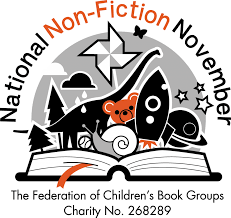 National Non-Fiction November
The Federation of Children's Book Groups
Charity No. 268289